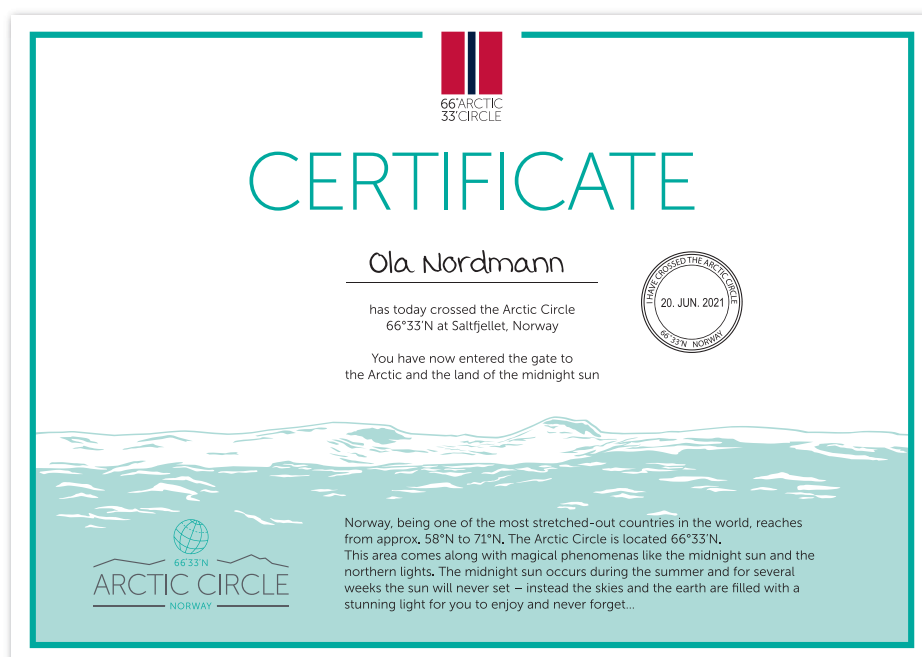 66°ARCTIC
33'CIRCLE
CERTIFICATE
Ola Nordmann
has today crossed the Arctic Circle
66°33'N at Saltfjellet, Norway
You have now entered the gate to
the Arctic and the land of the midnight sun
I HAVE CROSSED THE ARCTIC CIRCLE
20. JUN. 2021
66°33'N NORWAY
Norway, being one of the most stretched-out countries in the world, reaches
from approx. 58°N to 71°N. The Arctic Circle is located 66°33'N.
This area comes along with magical phenomenas like the midnight sun and the
northern lights. The midnight sun occurs during the summer and for several
weeks the sun will never set – instead the skies and the earth are filled with a
stunning light for you to enjoy and never forget...
66°33'N
ARCTIC CIRCLE
NORWAY